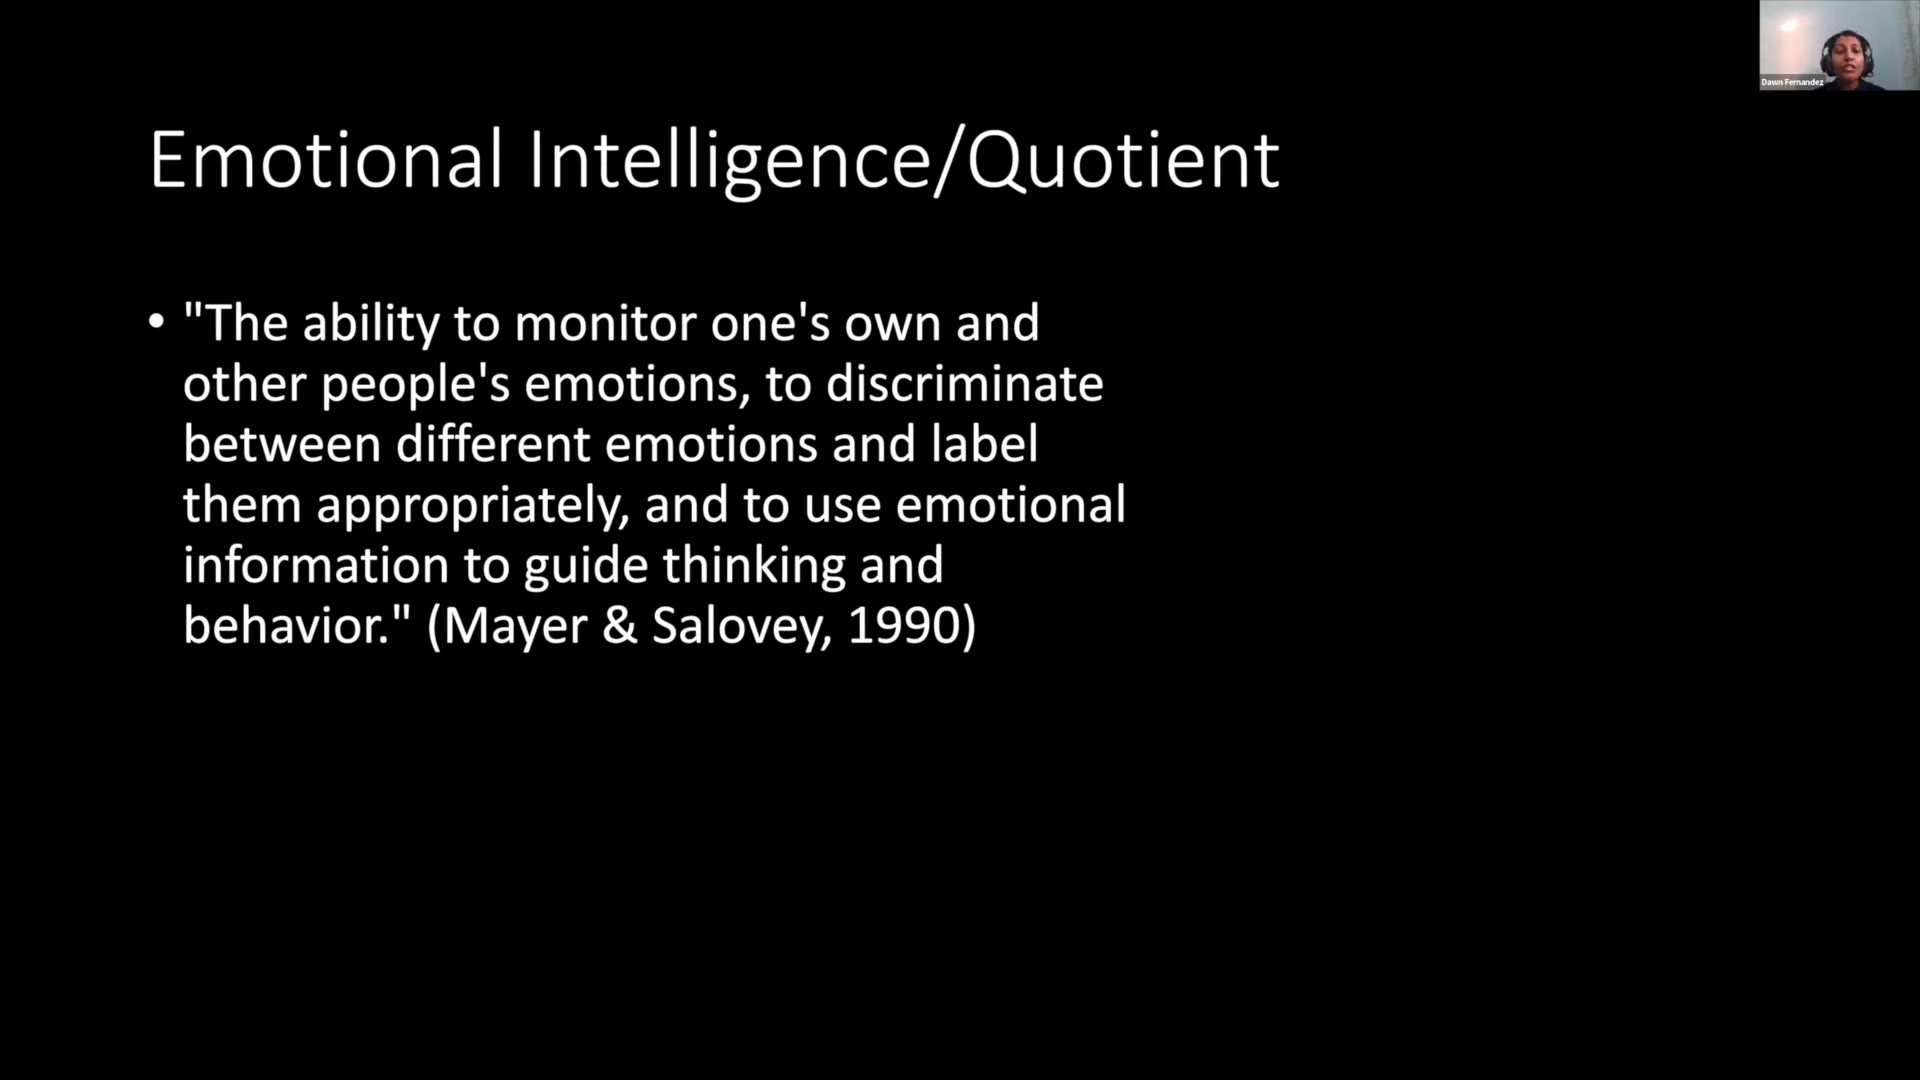 Dawn Fernandez
Emotional Intelligence/Quotient
• "The ability to monitor one's own and
other people's emotions, to discriminate
between different emotions and label
them appropriately, and to use emotional
information to guide thinking and
behavior." (Mayer & Salovey, 1990)